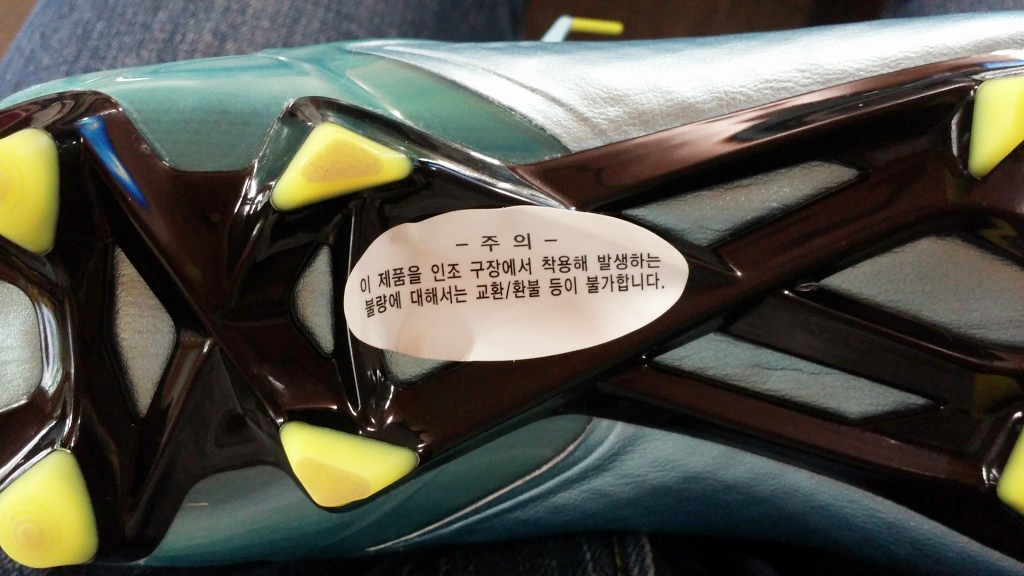 - 주 의 -
이 제품을 인조 구장에서 착용해 발생하는
불량에 대해서는 교환/환불 등이 불가합니다.